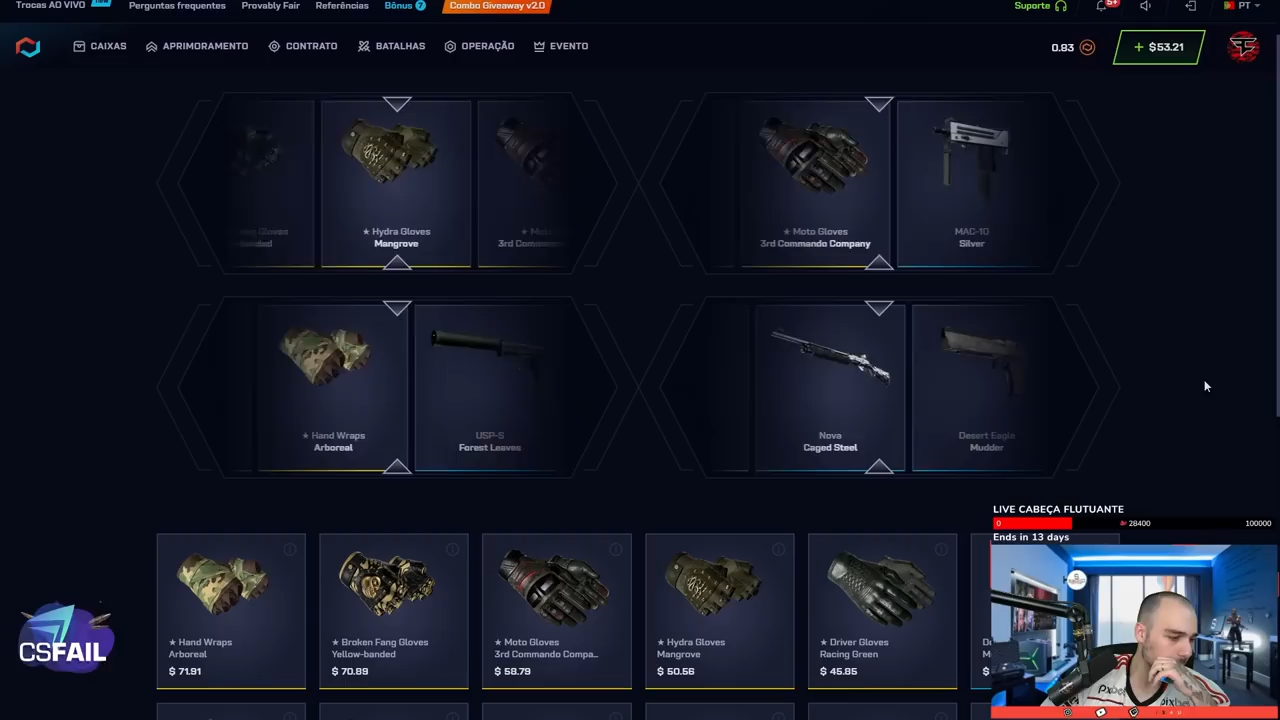 Trocas AO VIVO
Perguntas frequentes
Provably Fair
Referências
Bônus 7
Combo Giveaway v2.0
Suporte
5+
PT
CAIXAS
APRIMORAMENTO
CONTRATO
BATALHAS
OPERAÇÃO
EVENTO
0.83
+ $53.21
★ Hydra Gloves
Mangrove
★ Moto Gloves
3rd Commando Company
MAC-10
Silver
★ Hand Wraps
Arboreal
USP-S
Forest Leaves
Nova
Caged Steel
Desert Eagle
Mudder
LIVE CABEÇA FLUTUANTE
0
28400
100000
Ends in 13 days
★ Hand Wraps
Arboreal
$ 71.91
★ Broken Fang Gloves
Yellow-banded
$ 70.89
★ Moto Gloves
3rd Commando Compa...
$ 58.79
★ Hydra Gloves
Mangrove
$ 50.56
★ Driver Gloves
Racing Green
$ 45.85
CSFAIL